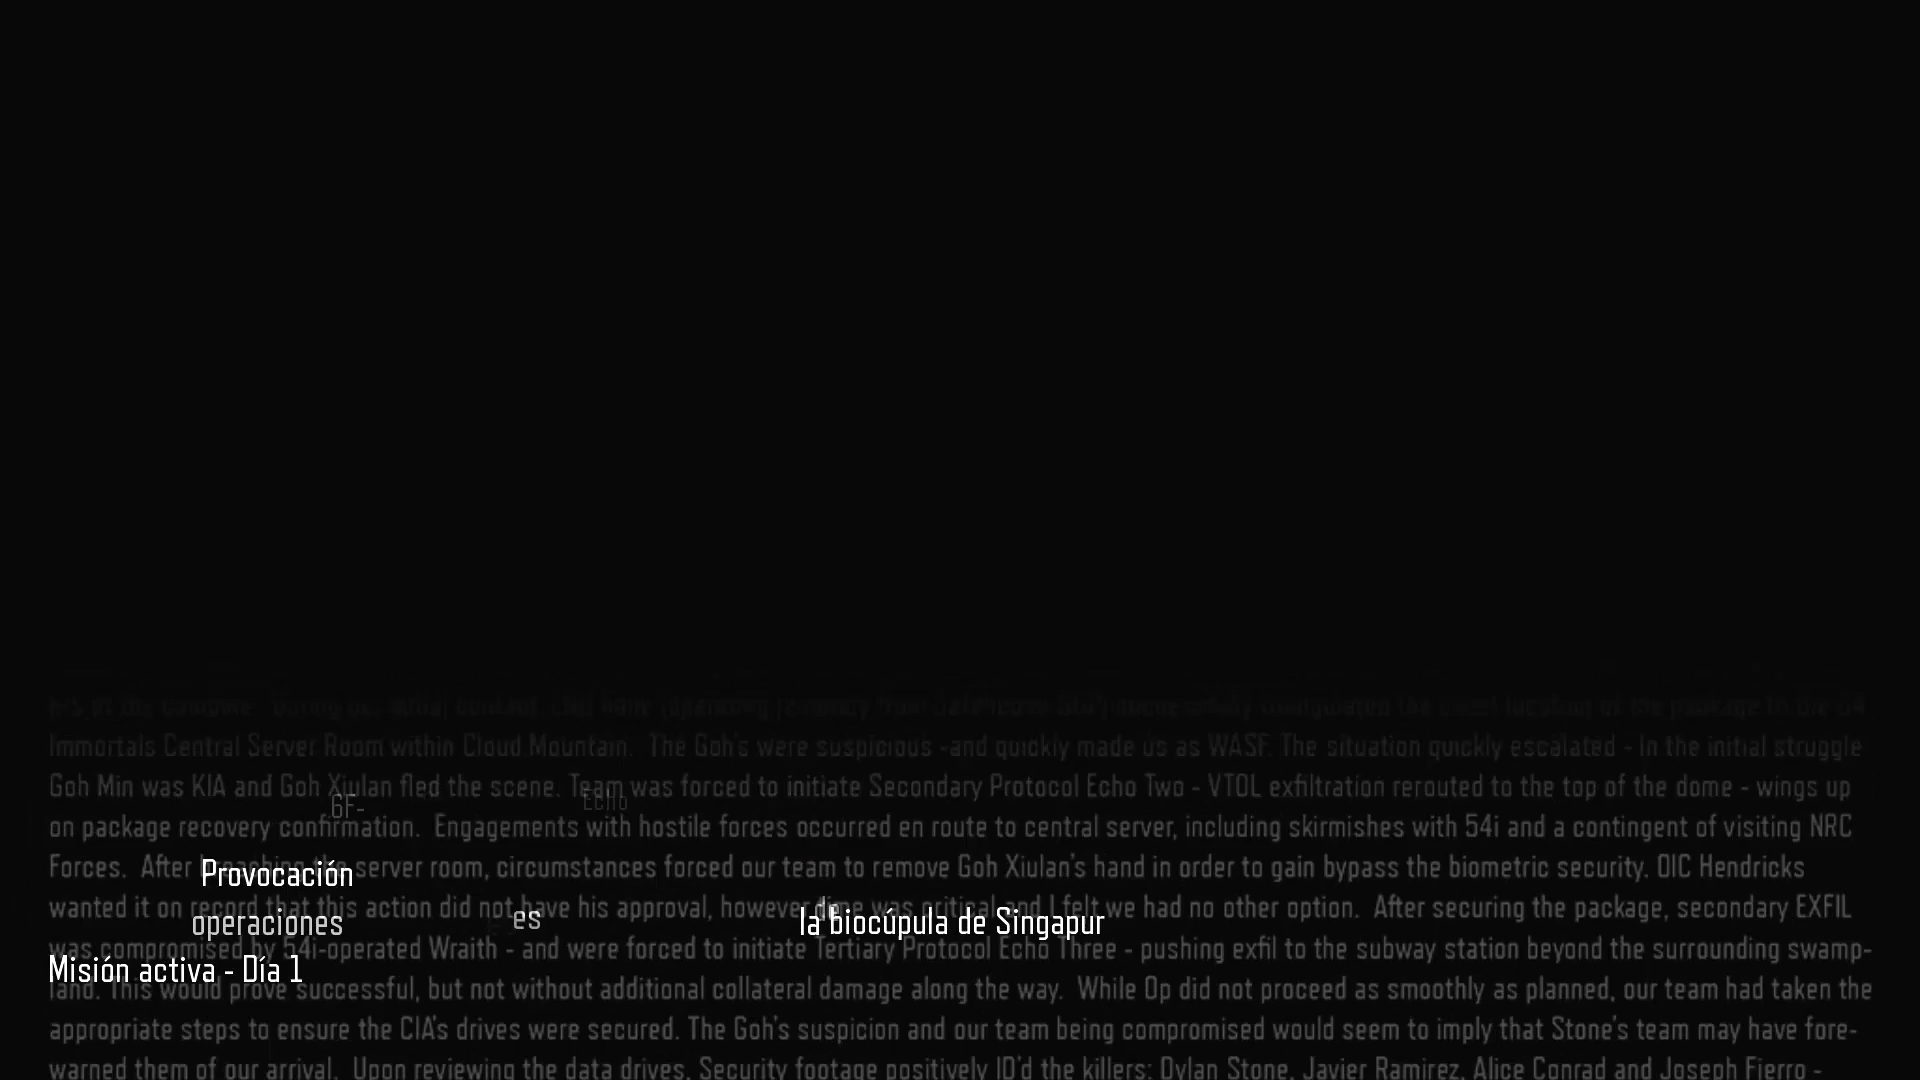 Immortals Central Server Room within Cloud Mountain. The Goh's were suspicious -and quickly made us as WASF. The situation quickly escalated - In the initial struggle
Goh Min was KIA and Goh Xiulan fled the scene. Team was forced to initiate Secondary Protocol Echo Two - VTOL exfiltration rerouted to the top of the dome - wings up
6F-
Echo
on package recovery confirmation. Engagements with hostile forces occurred en route to central server, including skirmishes with 54i and a contingent of visiting NRC
Forces. After breaching the server room, circumstances forced our team to remove Goh Xiulan's hand in order to gain bypass the biometric security. OIC Hendricks
Provocación
wanted it on record that this action did not have his approval, however time was critical and I felt we had no other option. After securing the package, secondary EXFIL
operaciones es la biocúpula de Singapur
was compromised by 54i-operated Wraith - and were forced to initiate Tertiary Protocol Echo Three - pushing exfil to the subway station beyond the surrounding swamp-
Misión activa - Día 1
land. This would prove successful, but not without additional collateral damage along the way. While Op did not proceed as smoothly as planned, our team had taken the
appropriate steps to ensure the CIA's drives were secured. The Goh's suspicion and our team being compromised would seem to imply that Stone's team may have fore-
warned them of our arrival. Upon reviewing the data drives, Security footage positively ID'd the killers: Dylan Stone, Javier Ramirez, Alice Conrad and Joseph Fierro -